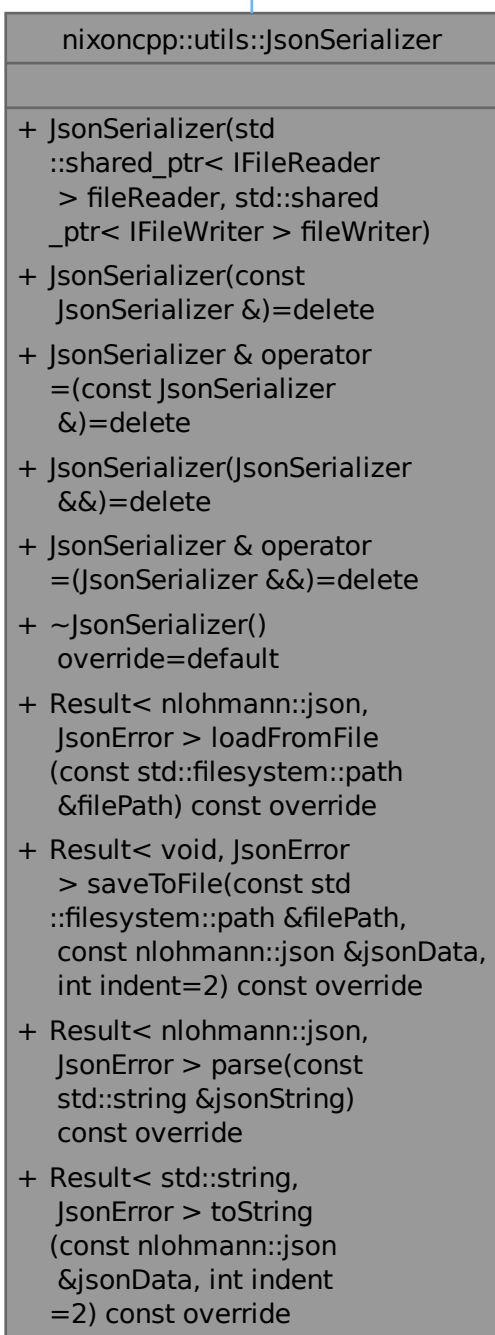 nixoncpp::utils::JsonSerializer
+ JsonSerializer(std
::shared_ptr< IFileReader
> fileReader, std::shared
_ptr< IFileWriter > fileWriter)
+ JsonSerializer(const
JsonSerializer &)=delete
+ JsonSerializer & operator
=(const JsonSerializer
&)=delete
+ JsonSerializer(JsonSerializer
&&)=delete
+ JsonSerializer & operator
=(JsonSerializer &&)=delete
+ ~JsonSerializer()
override=default
+ Result< nlohmann::json,
JsonError > loadFromFile
(const std::filesystem::path
&filePath) const override
+ Result< void, JsonError
> saveToFile(const std
::filesystem::path &filePath,
const nlohmann::json &jsonData,
int indent=2) const override
+ Result< nlohmann::json,
JsonError > parse(const
std::string &jsonString)
const override
+ Result< std::string,
JsonError > toString
(const nlohmann::json
&jsonData, int indent
=2) const override